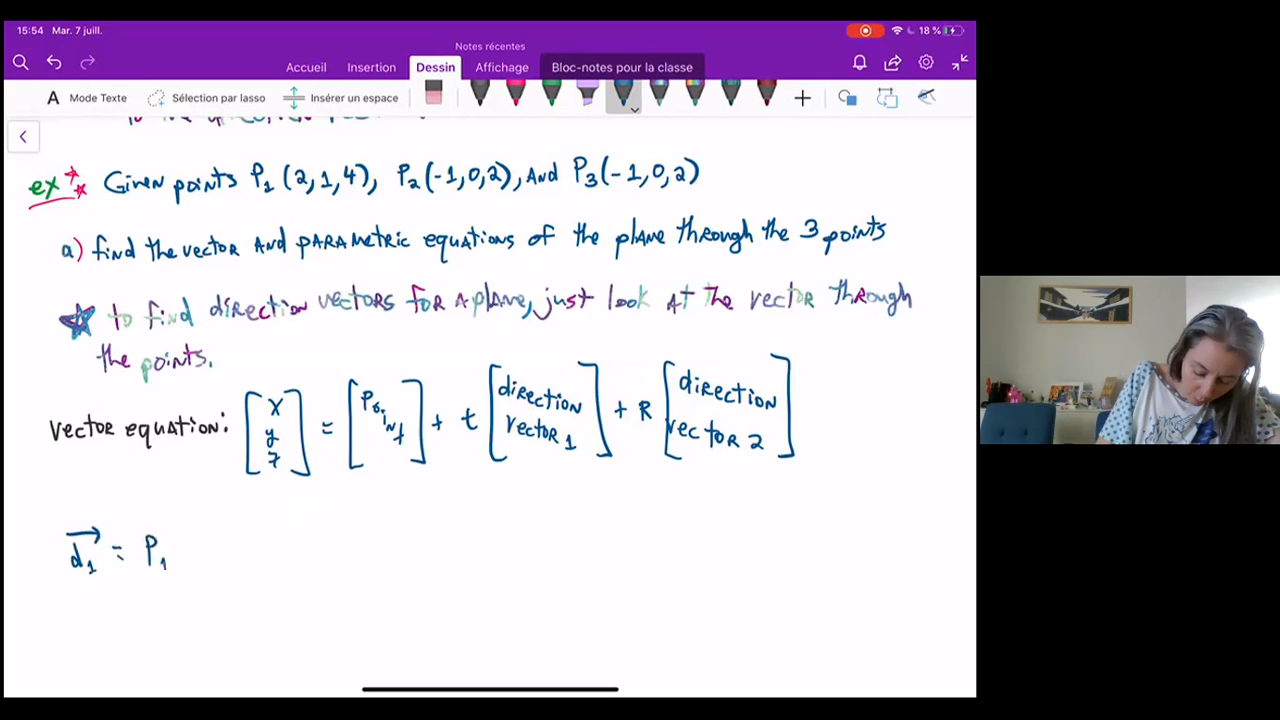 15:54 Mar. 7 juill. 18 %
Notes récentes
Accueil Insertion Dessin Affichage Bloc-notes pour la classe
A Mode Texte Sélection par lasso Insérer un espace
ex Given points P1 (2,1,4), P2(-1,0,2), And P3(-1,0,2)
a) find the vector and parametric equations of the plane through the 3 points
to find direction vectors for a plane, just look at the vector through
the points.
vector equation: [x y z] = [Point] + t [direction vector 1] + R [direction vector 2]
d1 = P1